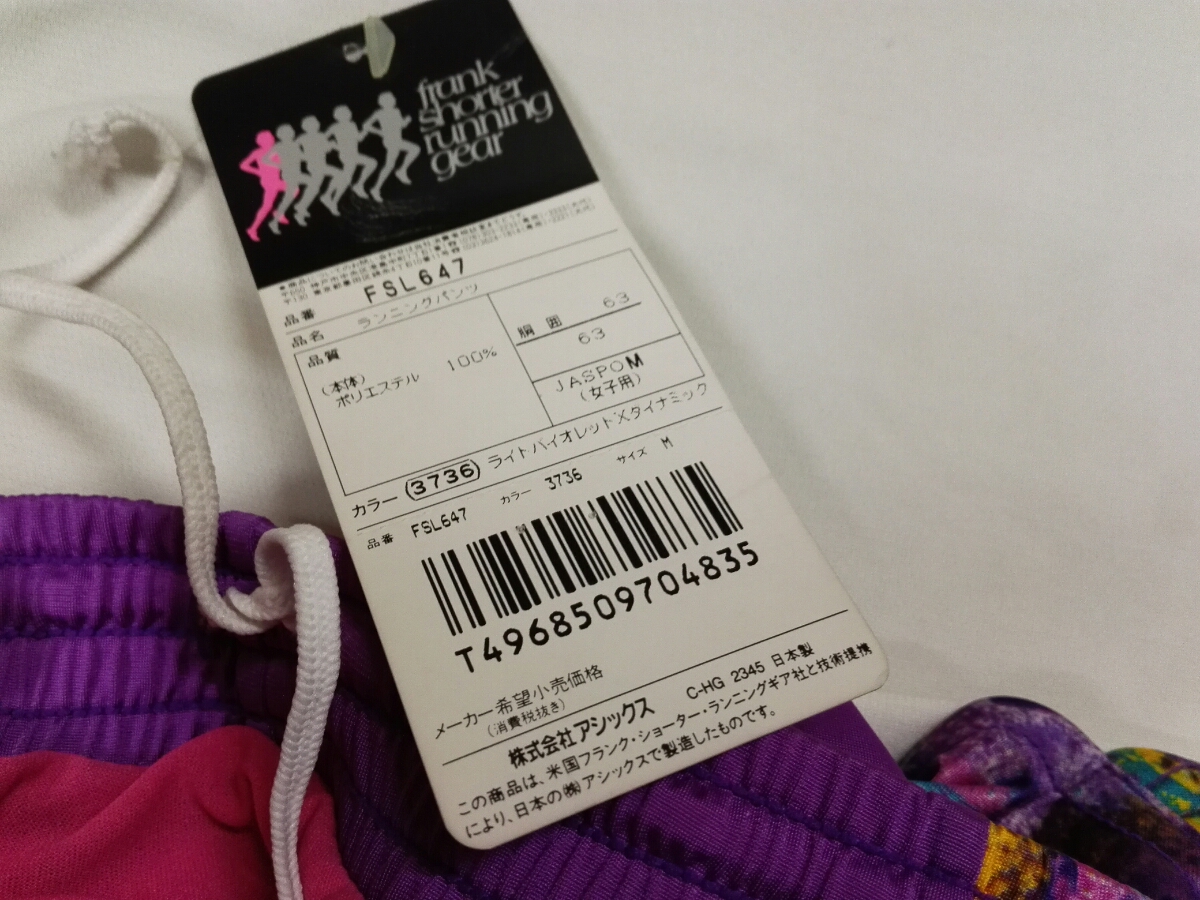 frank
shorter
running
gear
品番 FSL647
品名 ランニングパンツ
品質
(本体)
ポリエステル 100%
胴囲 63
63
JASPO M
(女子用)
カラー (3736) ライトバイオレットXダイナミック
品番 FSL647 カラー 3736 サイズ M
T4968509704835
メーカー希望小売価格
(消費税抜き)
株式会社アシックス C-HG 2345 日本製
この商品は、米国フランク・ショーター・ランニングギア社と技術提携
により、日本の㈱アシックスで製造したものです。